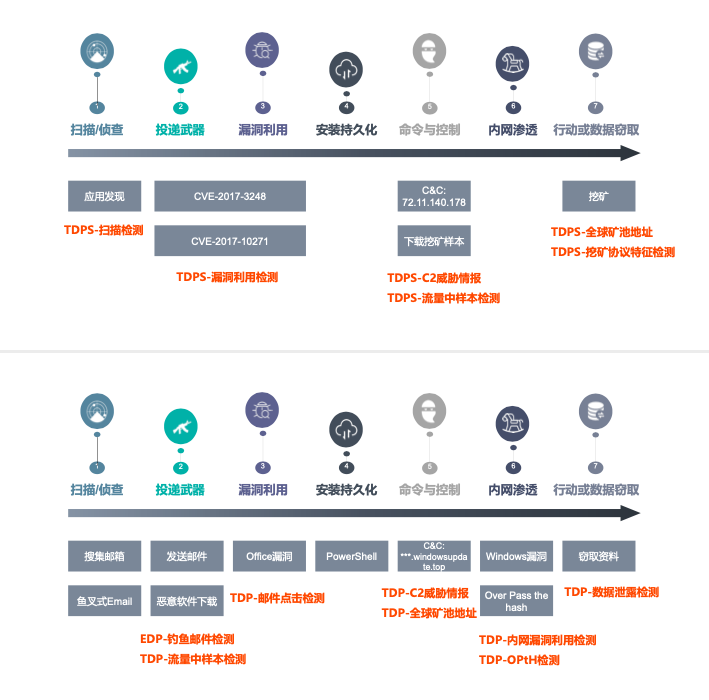 1 2 3 4 5 6 7
扫描/侦查 投递武器 漏洞利用 安装持久化 命令与控制 内网渗透 行动或数据窃取
应用发现 CVE-2017-3248 C&C: 72.11.140.178 挖矿
TDPS-扫描检测 CVE-2017-10271 下载挖矿样本 TDPS-全球矿池地址
TDPS-挖矿协议特征检测
TDPS-漏洞利用检测 TDPS-C2威胁情报
TDPS-流量中样本检测
1 2 3 4 5 6 7
扫描/侦查 投递武器 漏洞利用 安装持久化 命令与控制 内网渗透 行动或数据窃取
搜集邮箱 发送邮件 Office漏洞 PowerShell C&C: ***.windowsupdate.top Windows漏洞 窃取资料
鱼叉式Email 恶意软件下载 TDP-邮件点击检测 TDP-C2威胁情报 Over Pass the hash TDP-数据泄露检测
TDP-全球矿池地址
EDP-钓鱼邮件检测 TDP-内网漏洞利用检测
TDP-流量中样本检测 TDP-OPtH检测